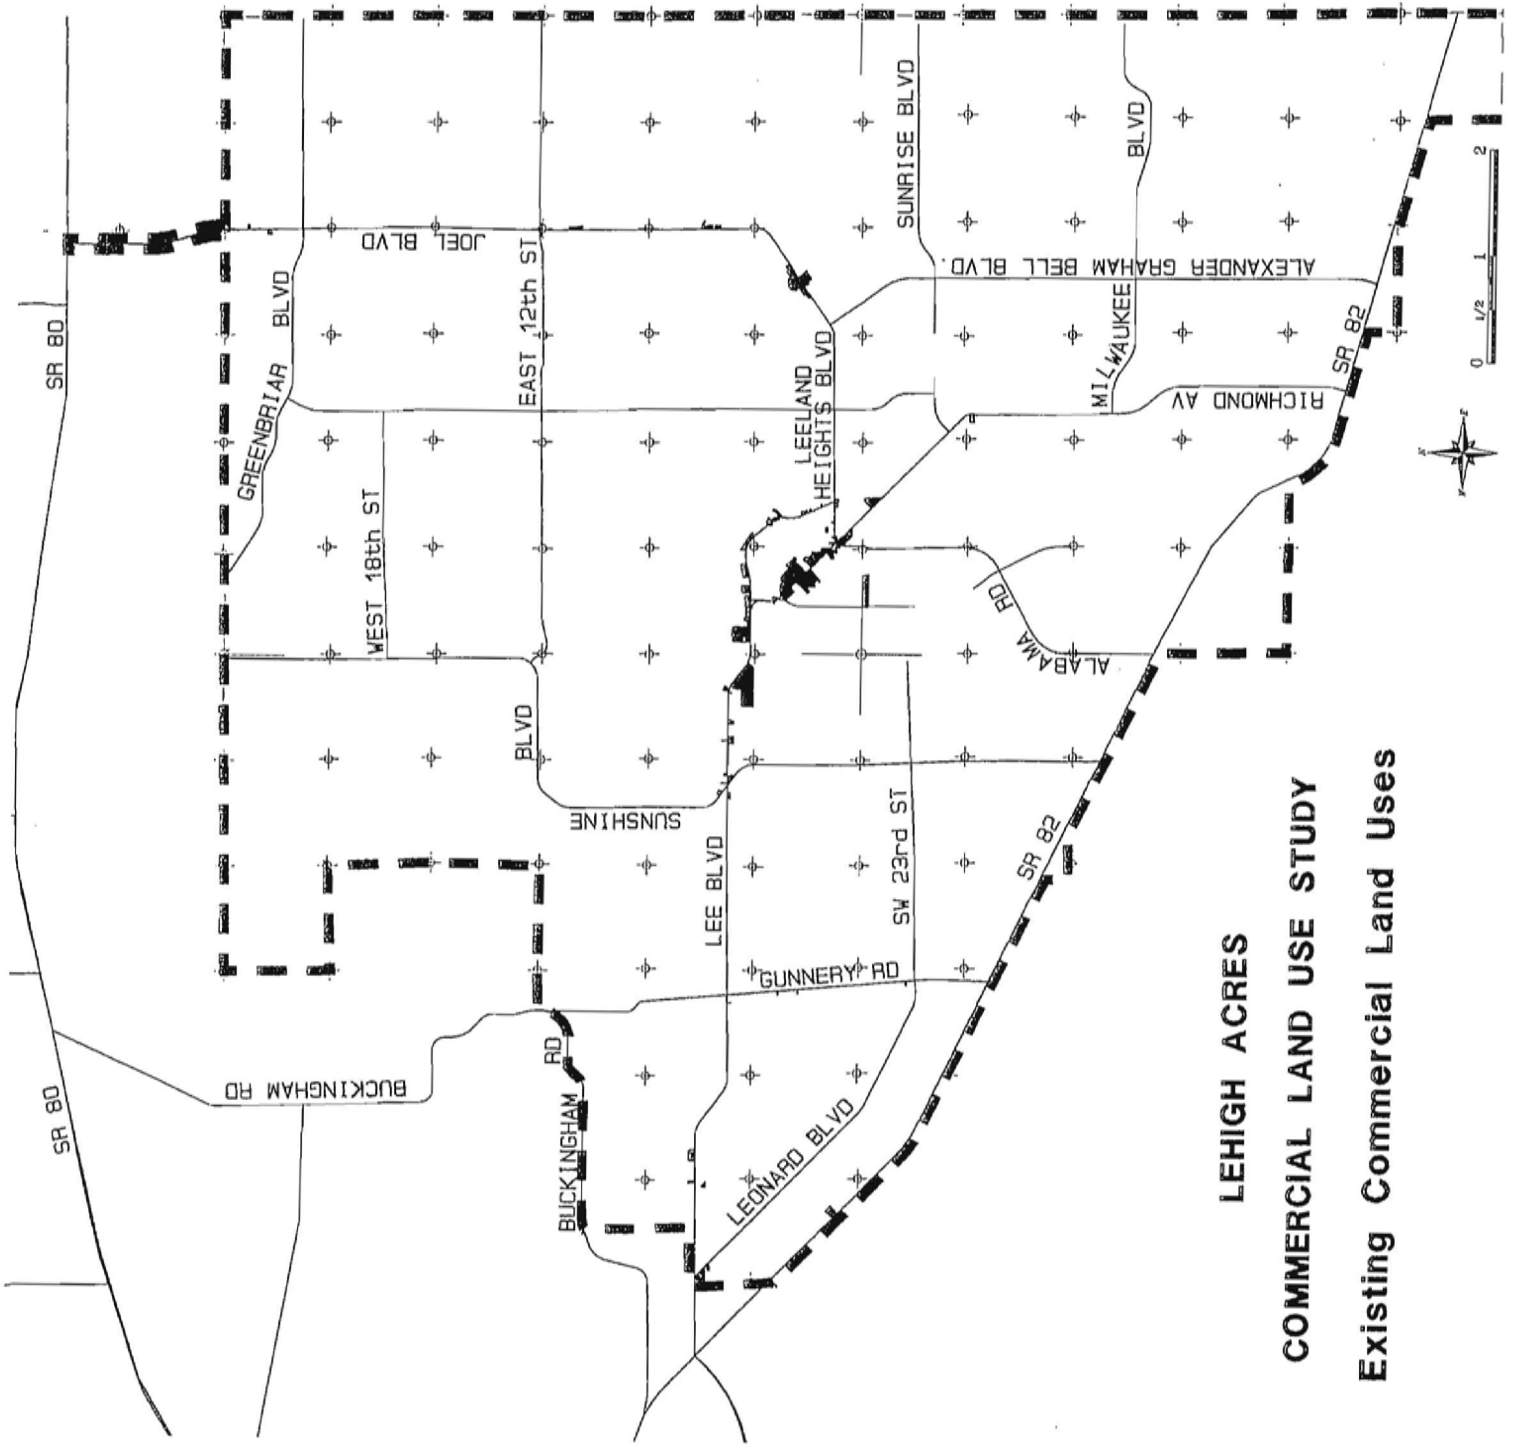 SR 80
SR 80
BUCKINGHAM RD
GREENBRIAR
BLVD
JOEL BLVD
WEST 18th ST
EAST 12th ST
SUNSHINE
BLVD
BUCKINGHAM
RD
LEE BLVD
LEELAND
HEIGHTS BLVD
GUNNERY RD
LEONARD BLVD
SW 23rd ST
SUNRISE BLVD
ALEXANDER GRAHAM BELL BLVD.
ALABAMA
RD
MILWAUKEE
BLVD
RICHMOND AV
SR 82
SR 82
0 1/2 1 2
LEHIGH ACRES
COMMERCIAL LAND USE STUDY
Existing Commercial Land Uses